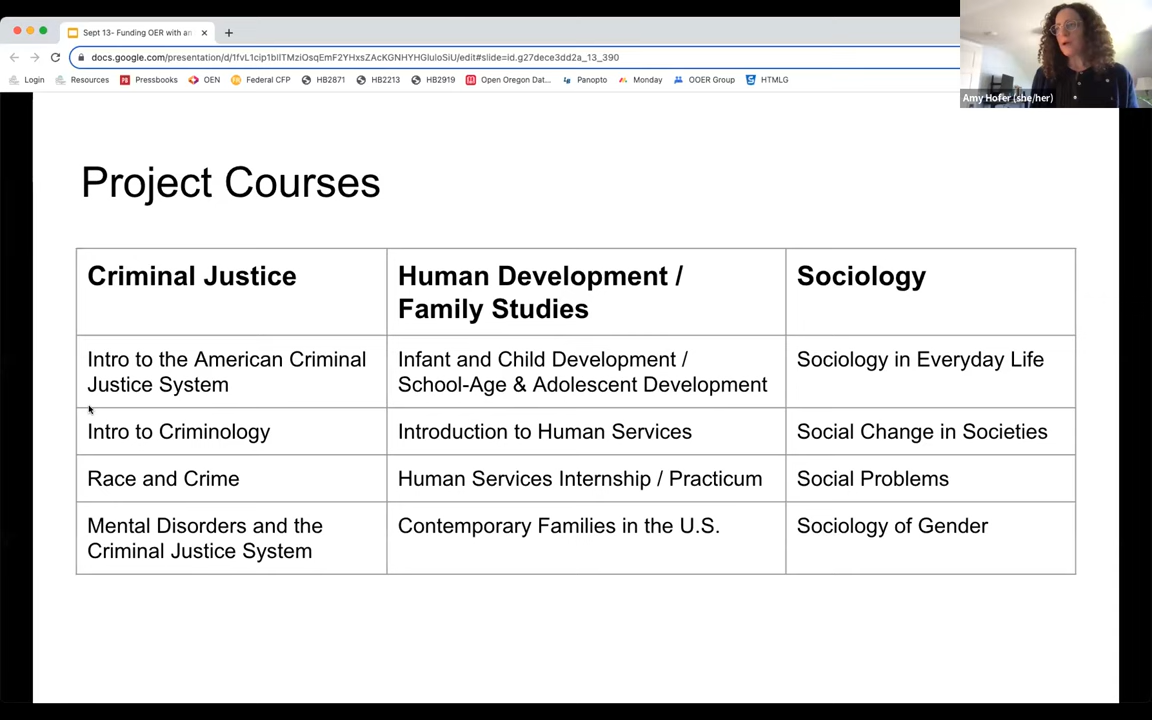 Sept 13- Funding OER with an
docs.google.com/presentation/d/1fvL1cip1bIlTMziOsqEmF2YHxsZAcKGNHYHGluloSiU/edit#slide=id.g27dece3dd2a_13_390
Login Resources Pressbooks OEN Federal CFP HB2871 HB2213 HB2919 Open Oregon Dat... Panopto Monday OOER Group HTMLG
Amy Hofer (she/her)
Project Courses
Criminal Justice
Human Development /
Family Studies
Sociology
Intro to the American Criminal
Justice System
Infant and Child Development /
School-Age & Adolescent Development
Sociology in Everyday Life
Intro to Criminology
Introduction to Human Services
Social Change in Societies
Race and Crime
Human Services Internship / Practicum
Social Problems
Mental Disorders and the
Criminal Justice System
Contemporary Families in the U.S.
Sociology of Gender